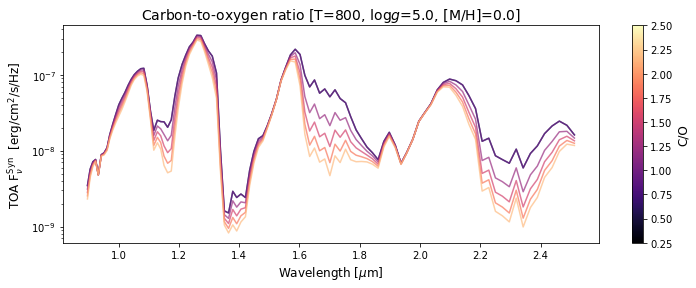 Carbon-to-oxygen ratio [T=800, logg=5.0, [M/H]=0.0]
TOA F_ν^Syn [erg/cm²/s/Hz]
10⁻⁷
10⁻⁸
10⁻⁹
1.0 1.2 1.4 1.6 1.8 2.0 2.2 2.4
Wavelength [μm]
2.50
2.25
2.00
1.75
1.50
1.25
1.00
0.75
0.50
0.25
C/O